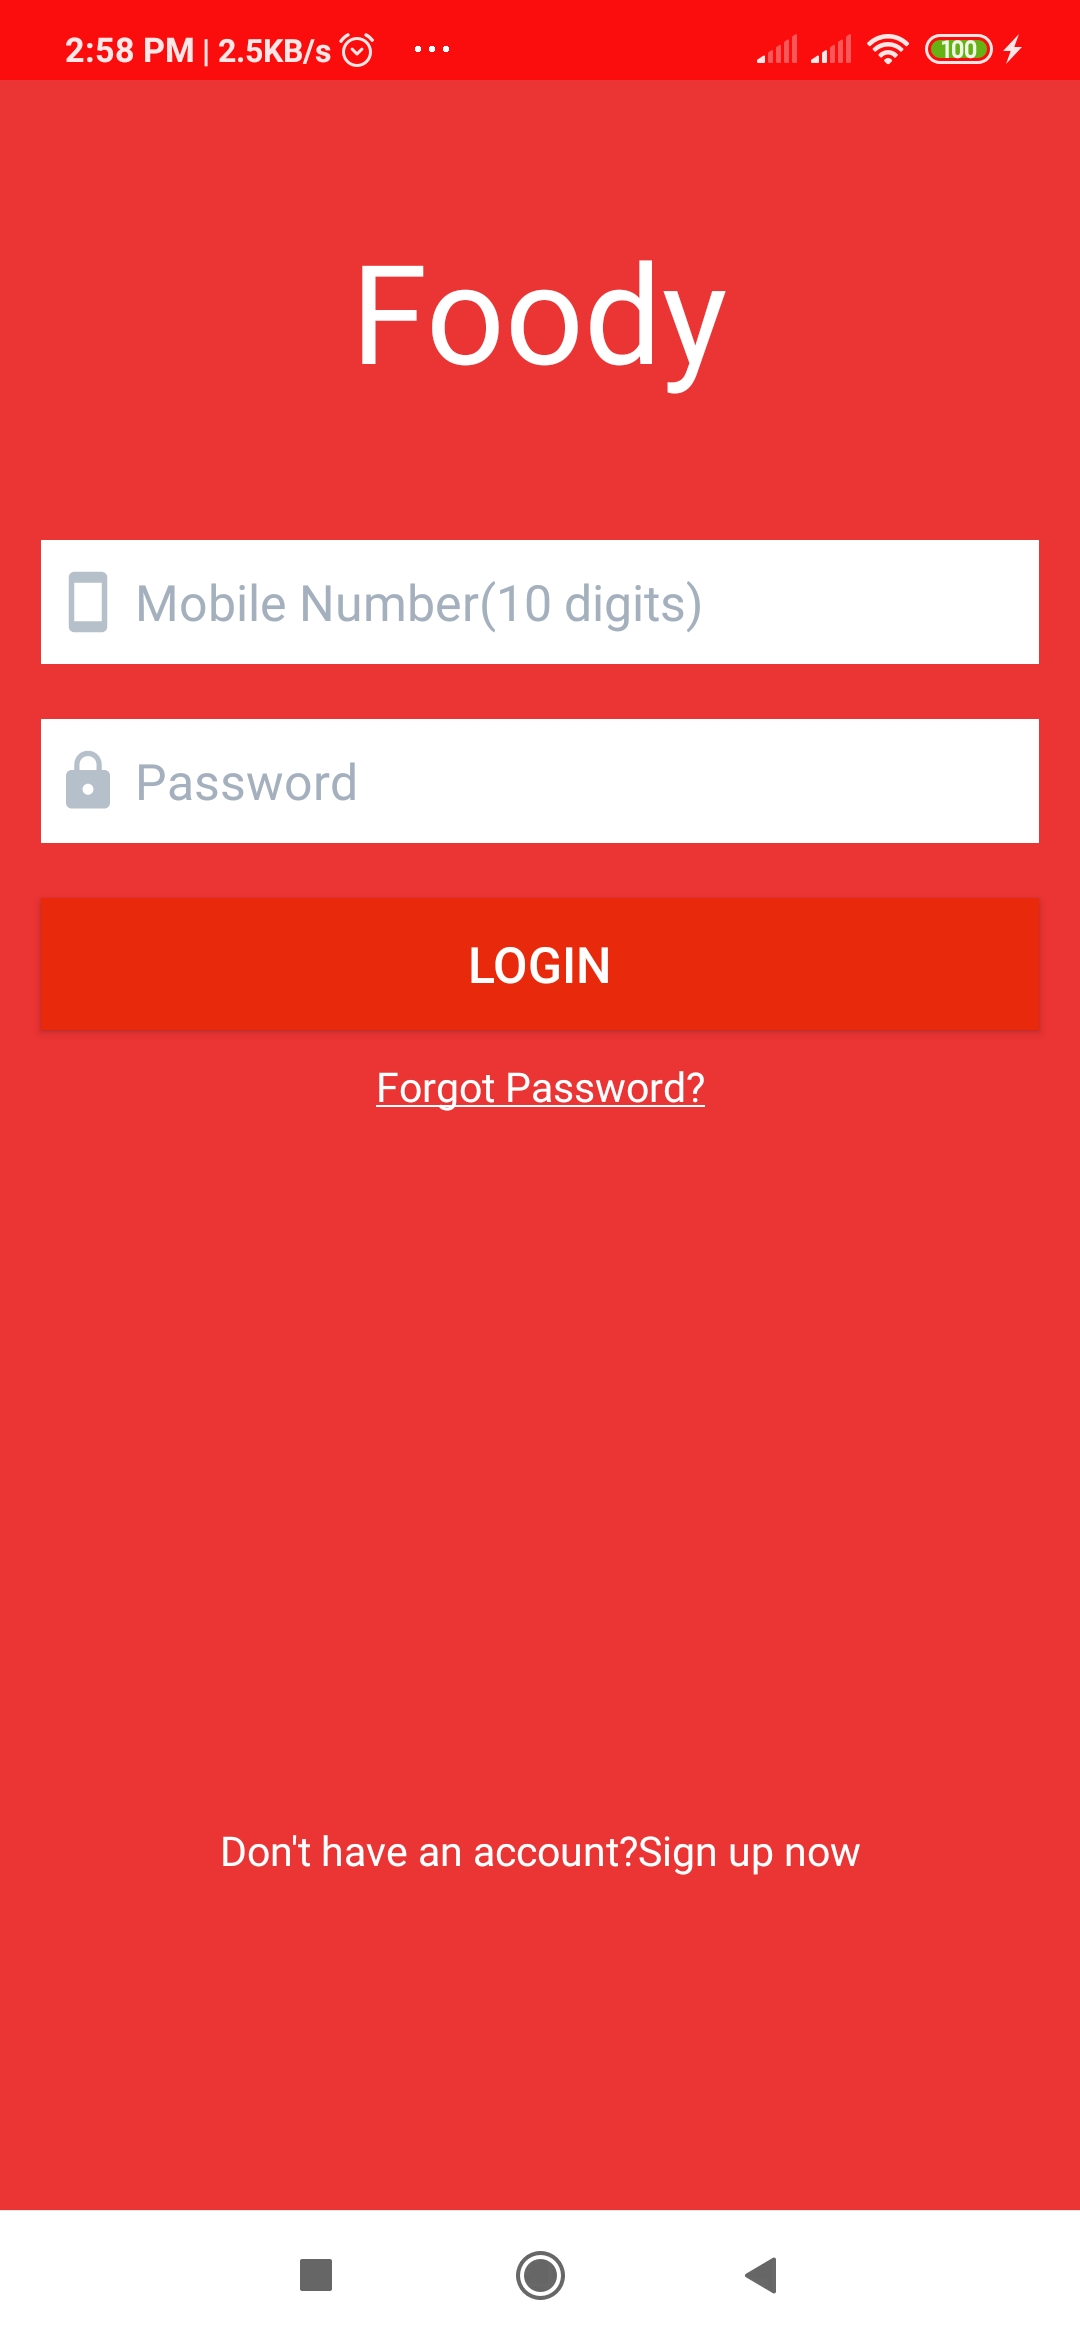 2:58 PM | 2.5KB/s ... 100
Foody
Mobile Number(10 digits)
Password
LOGIN
Forgot Password?
Don't have an account?Sign up now